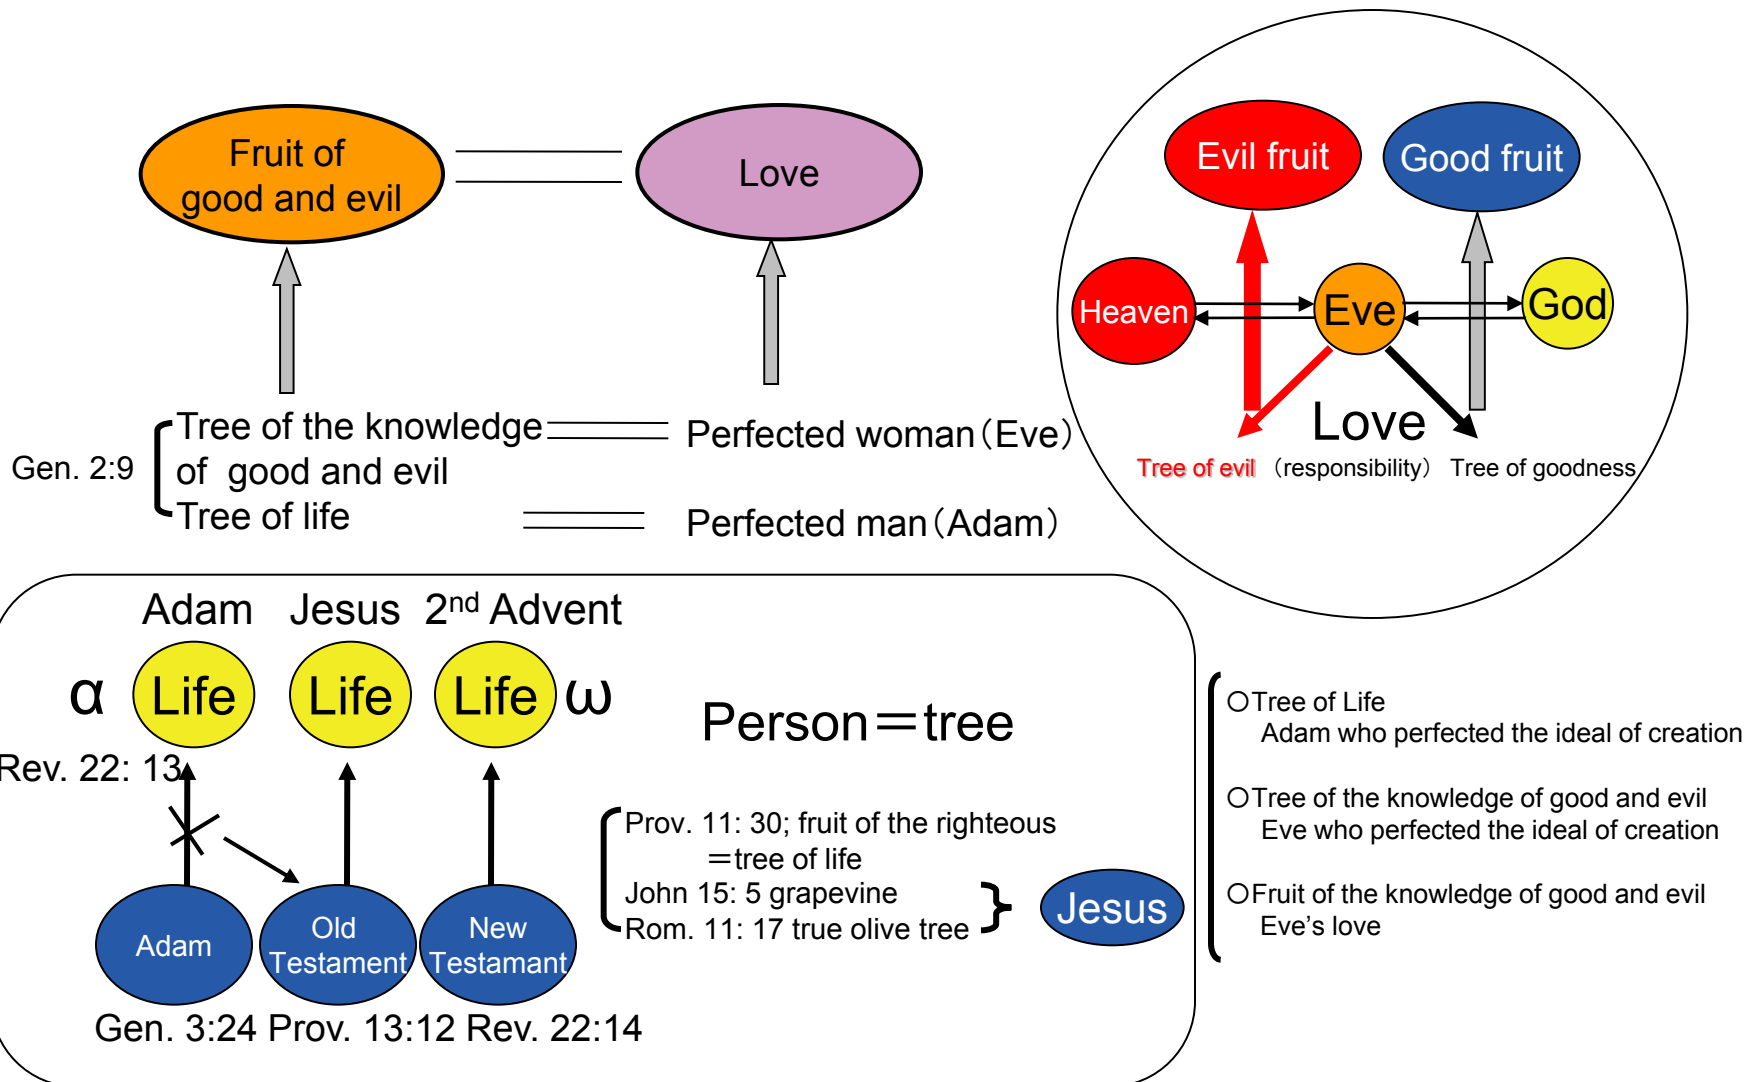 Fruit of
good and evil
Love
Gen. 2:9
Tree of the knowledge
of good and evil
Tree of life
Perfected woman（Eve）
Perfected man（Adam）
Evil fruit
Good fruit
Heaven
Eve
God
Love
Tree of evil （responsibility） Tree of goodness
Adam Jesus 2nd Advent
α Life Life Life ω
Rev. 22: 13
Adam
Old
Testament
New
Testamant
Gen. 3:24 Prov. 13:12 Rev. 22:14
Person＝tree
Prov. 11: 30; fruit of the righteous
＝tree of life
John 15: 5 grapevine
Rom. 11: 17 true olive tree
Jesus
○Tree of Life
Adam who perfected the ideal of creation
○Tree of the knowledge of good and evil
Eve who perfected the ideal of creation
○Fruit of the knowledge of good and evil
Eve’s love